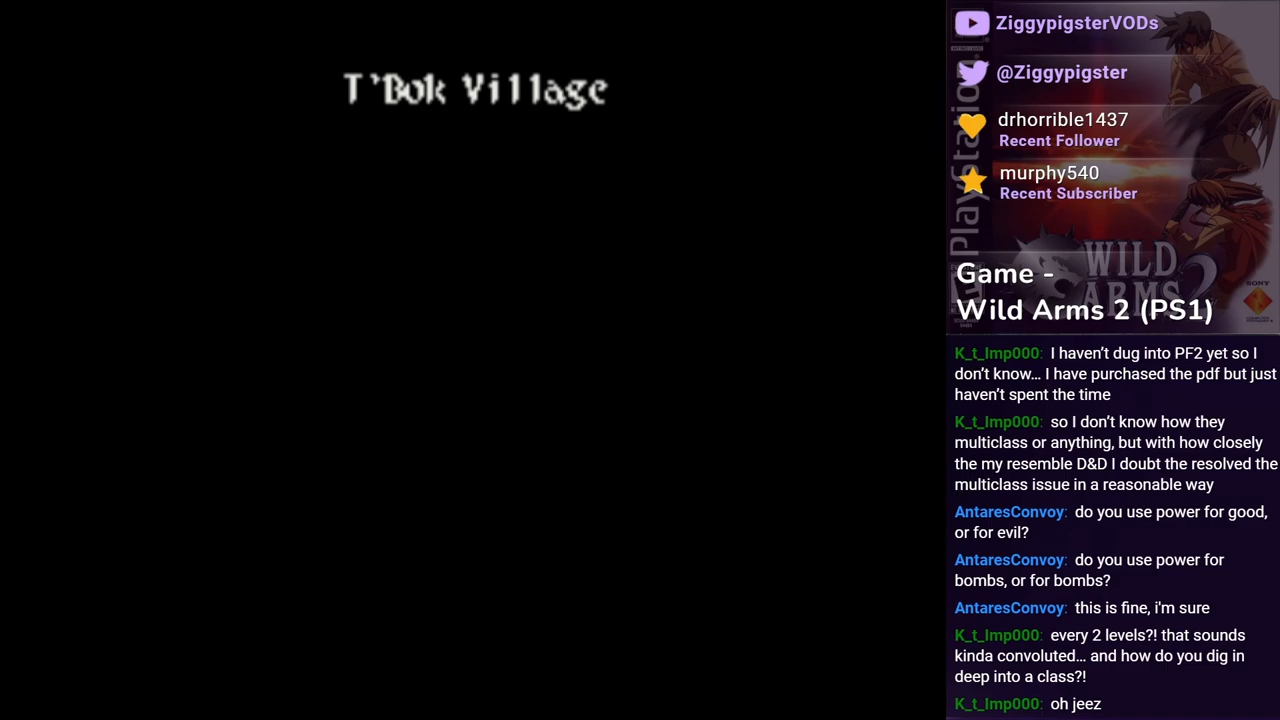 T'Bok Village
ZiggypigsterVODs
@Ziggypigster
drhorrible1437
Recent Follower
murphy540
Recent Subscriber
PlayStation
WILD
ARMS 2
SONY
Game -
Wild Arms 2 (PS1)
K_t_Imp000: I haven’t dug into PF2 yet so I
don’t know… I have purchased the pdf but just
haven’t spent the time
K_t_Imp000: so I don’t know how they
multiclass or anything, but with how closely
the my resemble D&D I doubt the resolved the
multiclass issue in a reasonable way
AntaresConvoy: do you use power for good,
or for evil?
AntaresConvoy: do you use power for
bombs, or for bombs?
AntaresConvoy: this is fine, i'm sure
K_t_Imp000: every 2 levels?! that sounds
kinda convoluted… and how do you dig in
deep into a class?!
K_t_Imp000: oh jeez